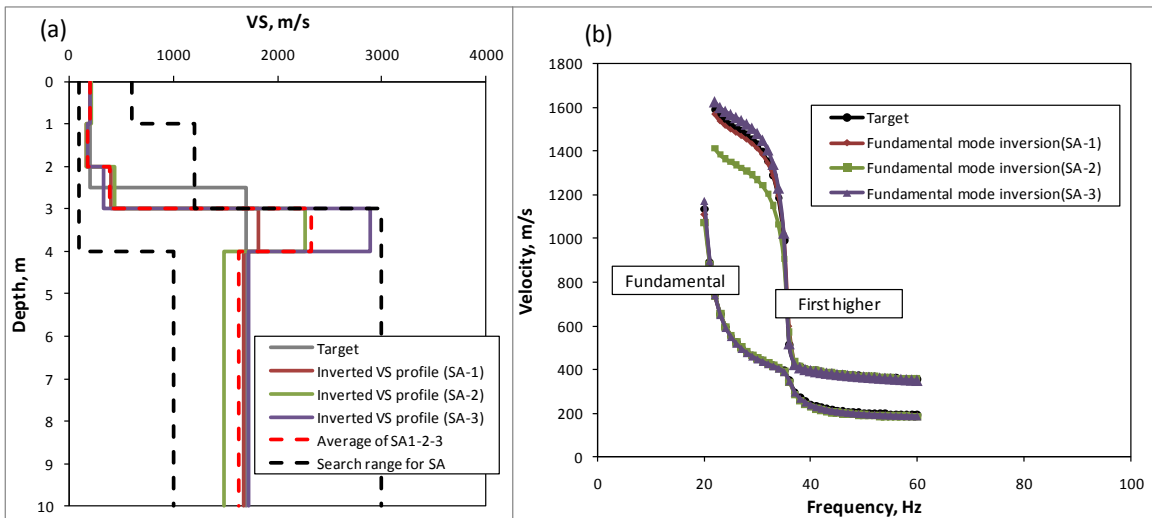 VS, m/s
(a)
0
1000
2000
3000
4000
0
1
2
3
4
5
6
7
8
9
10
Depth, m
Target
Inverted VS profile (SA-1)
Inverted VS profile (SA-2)
Inverted VS profile (SA-3)
Average of SA1-2-3
Search range for SA
(b)
1800
1600
1400
1200
1000
800
600
400
200
0
Velocity, m/s
Target
Fundamental mode inversion(SA-1)
Fundamental mode inversion(SA-2)
Fundamental mode inversion(SA-3)
Fundamental
First higher
0
20
40
60
80
100
Frequency, Hz